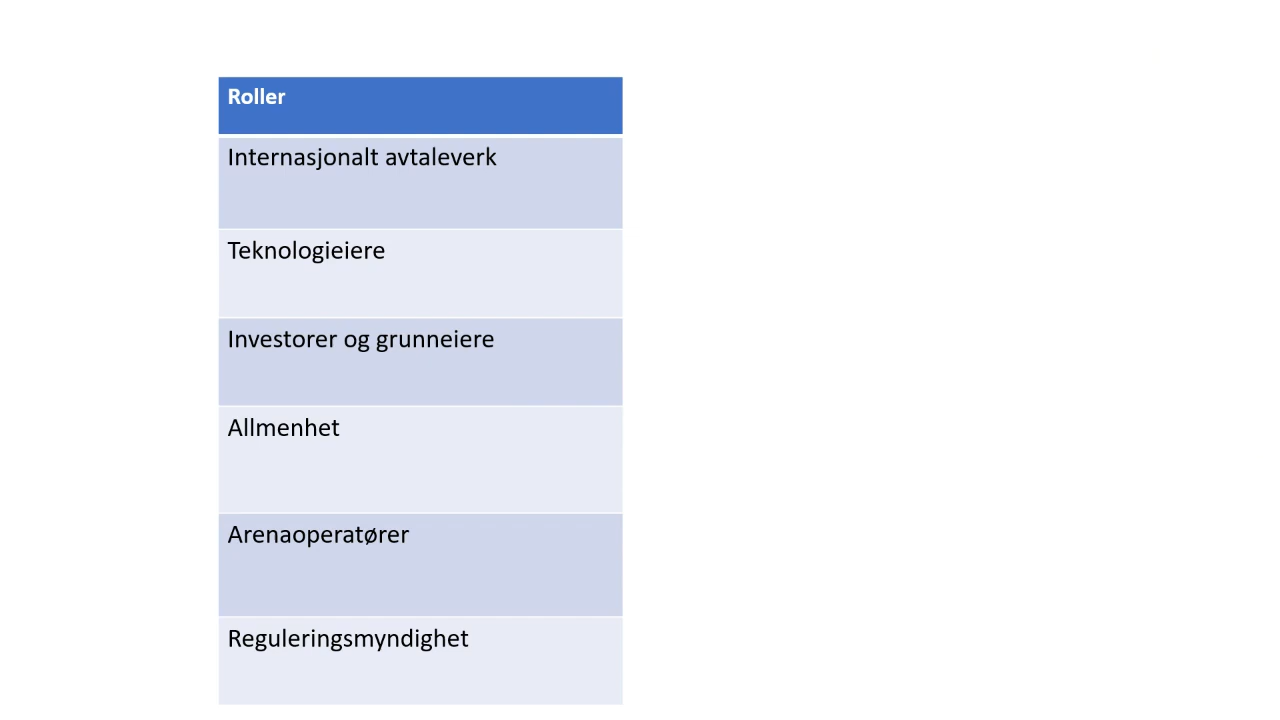 Roller
Internasjonalt avtaleverk
Teknologieiere
Investorer og grunneiere
Allmenhet
Arenaoperatører
Reguleringsmyndighet